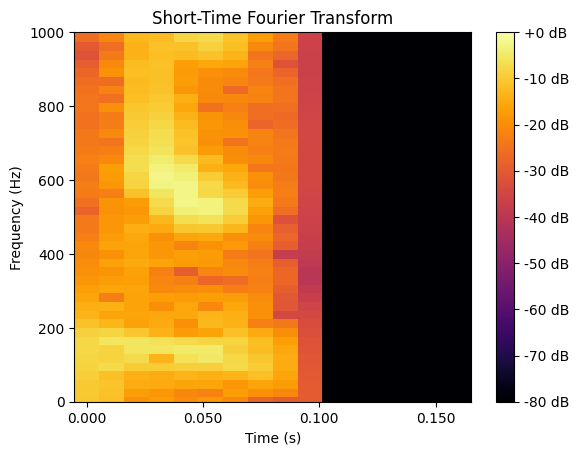 Short-Time Fourier Transform
1000
800
600
400
200
0
Frequency (Hz)
0.000
0.050
0.100
0.150
Time (s)
+0 dB
-10 dB
-20 dB
-30 dB
-40 dB
-50 dB
-60 dB
-70 dB
-80 dB